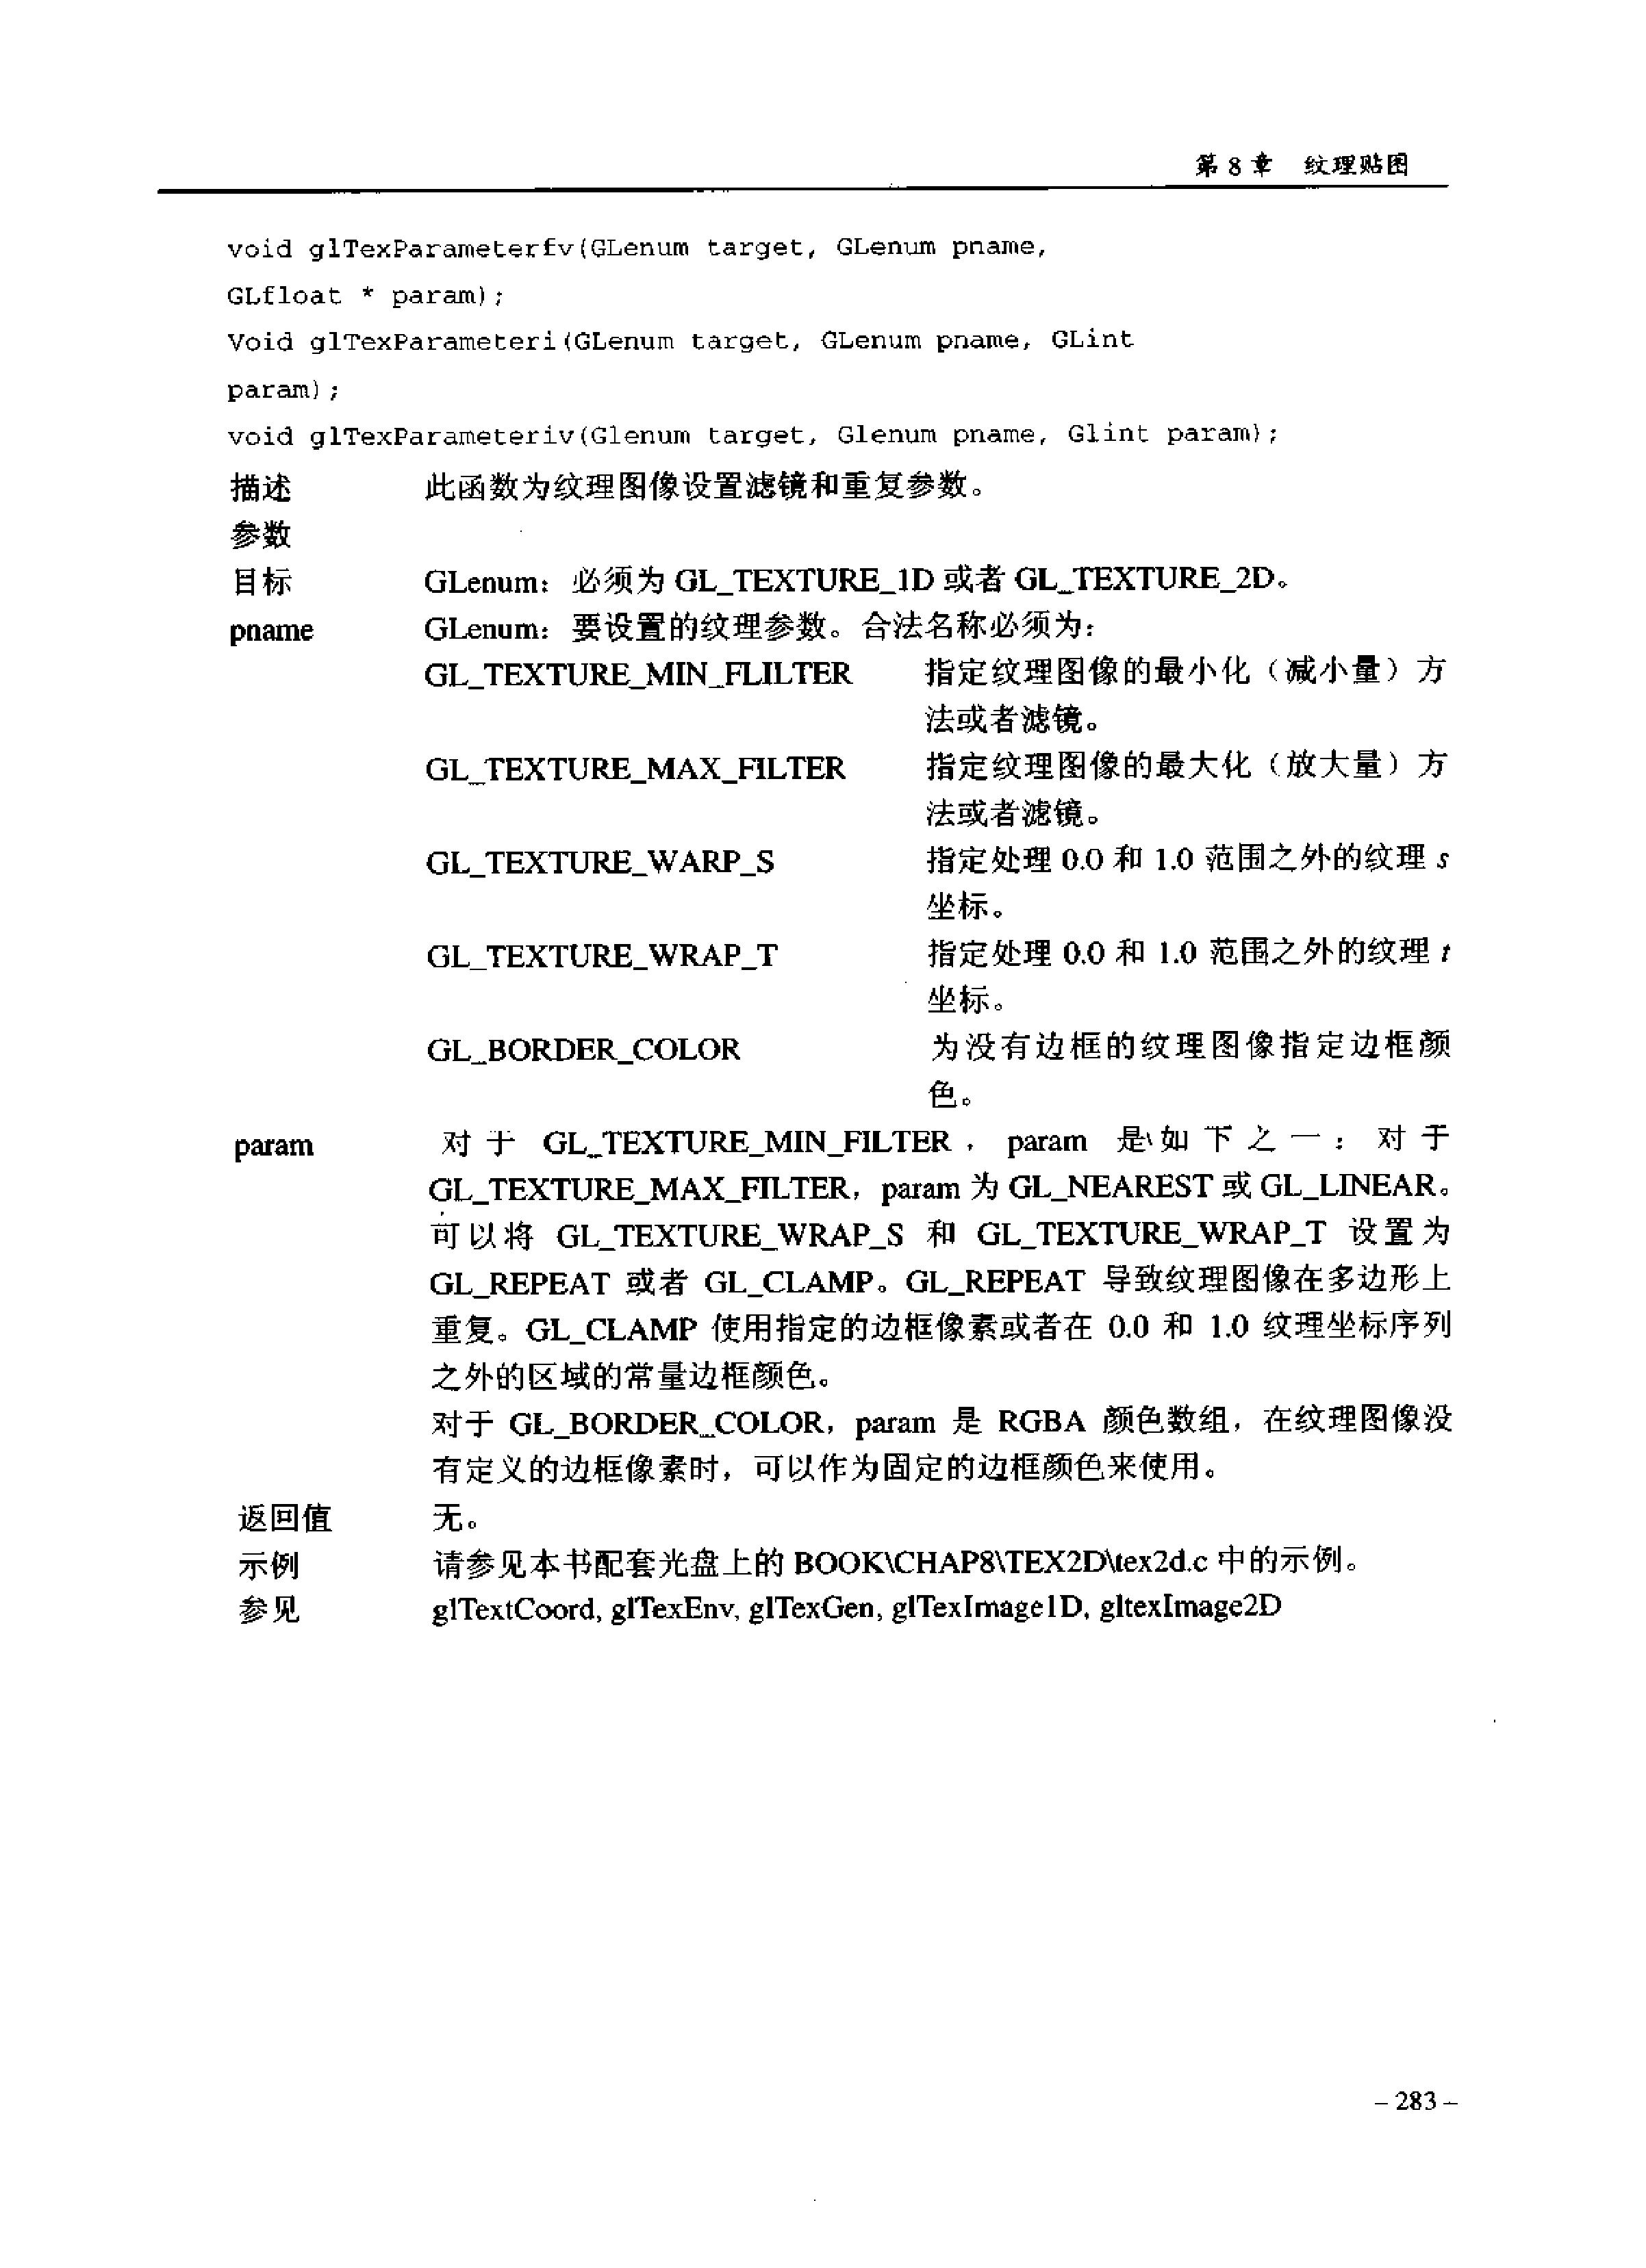 第 8 章 纹理贴图
void glTexParameterfv(GLenum target, GLenum pname,
GLfloat * param);
Void glTexParameteri(GLenum target, GLenum pname, GLint
param);
void glTexParameteriv(Glenum target, Glenum pname, Glint param);
描述 此函数为纹理图像设置滤镜和重复参数。
参数
目标 GLenum：必须为 GL_TEXTURE_1D 或者 GL_TEXTURE_2D。
pname GLenum：要设置的纹理参数。合法名称必须为：
GL_TEXTURE_MIN_FLILTER 指定纹理图像的最小化（减小量）方
法或者滤镜。
GL_TEXTURE_MAX_FILTER 指定纹理图像的最大化（放大量）方
法或者滤镜。
GL_TEXTURE_WARP_S 指定处理 0.0 和 1.0 范围之外的纹理 s
坐标。
GL_TEXTURE_WRAP_T 指定处理 0.0 和 1.0 范围之外的纹理 t
坐标。
GL_BORDER_COLOR 为没有边框的纹理图像指定边框颜
色。
param 对于 GL_TEXTURE_MIN_FILTER，param 是如下之一：对于
GL_TEXTURE_MAX_FILTER，param 为 GL_NEAREST 或 GL_LINEAR。
可以将 GL_TEXTURE_WRAP_S 和 GL_TEXTURE_WRAP_T 设置为
GL_REPEAT 或者 GL_CLAMP。GL_REPEAT 导致纹理图像在多边形上
重复。GL_CLAMP 使用指定的边框像素或者在 0.0 和 1.0 纹理坐标序列
之外的区域的常量边框颜色。
对于 GL_BORDER_COLOR，param 是 RGBA 颜色数组，在纹理图像没
有定义的边框像素时，可以作为固定的边框颜色来使用。
返回值 无。
示例 请参见本书配套光盘上的 BOOK\CHAP8\TEX2D\tex2d.c 中的示例。
参见 glTextCoord, glTexEnv, glTexGen, glTexImage1D, gltexImage2D
– 283 –